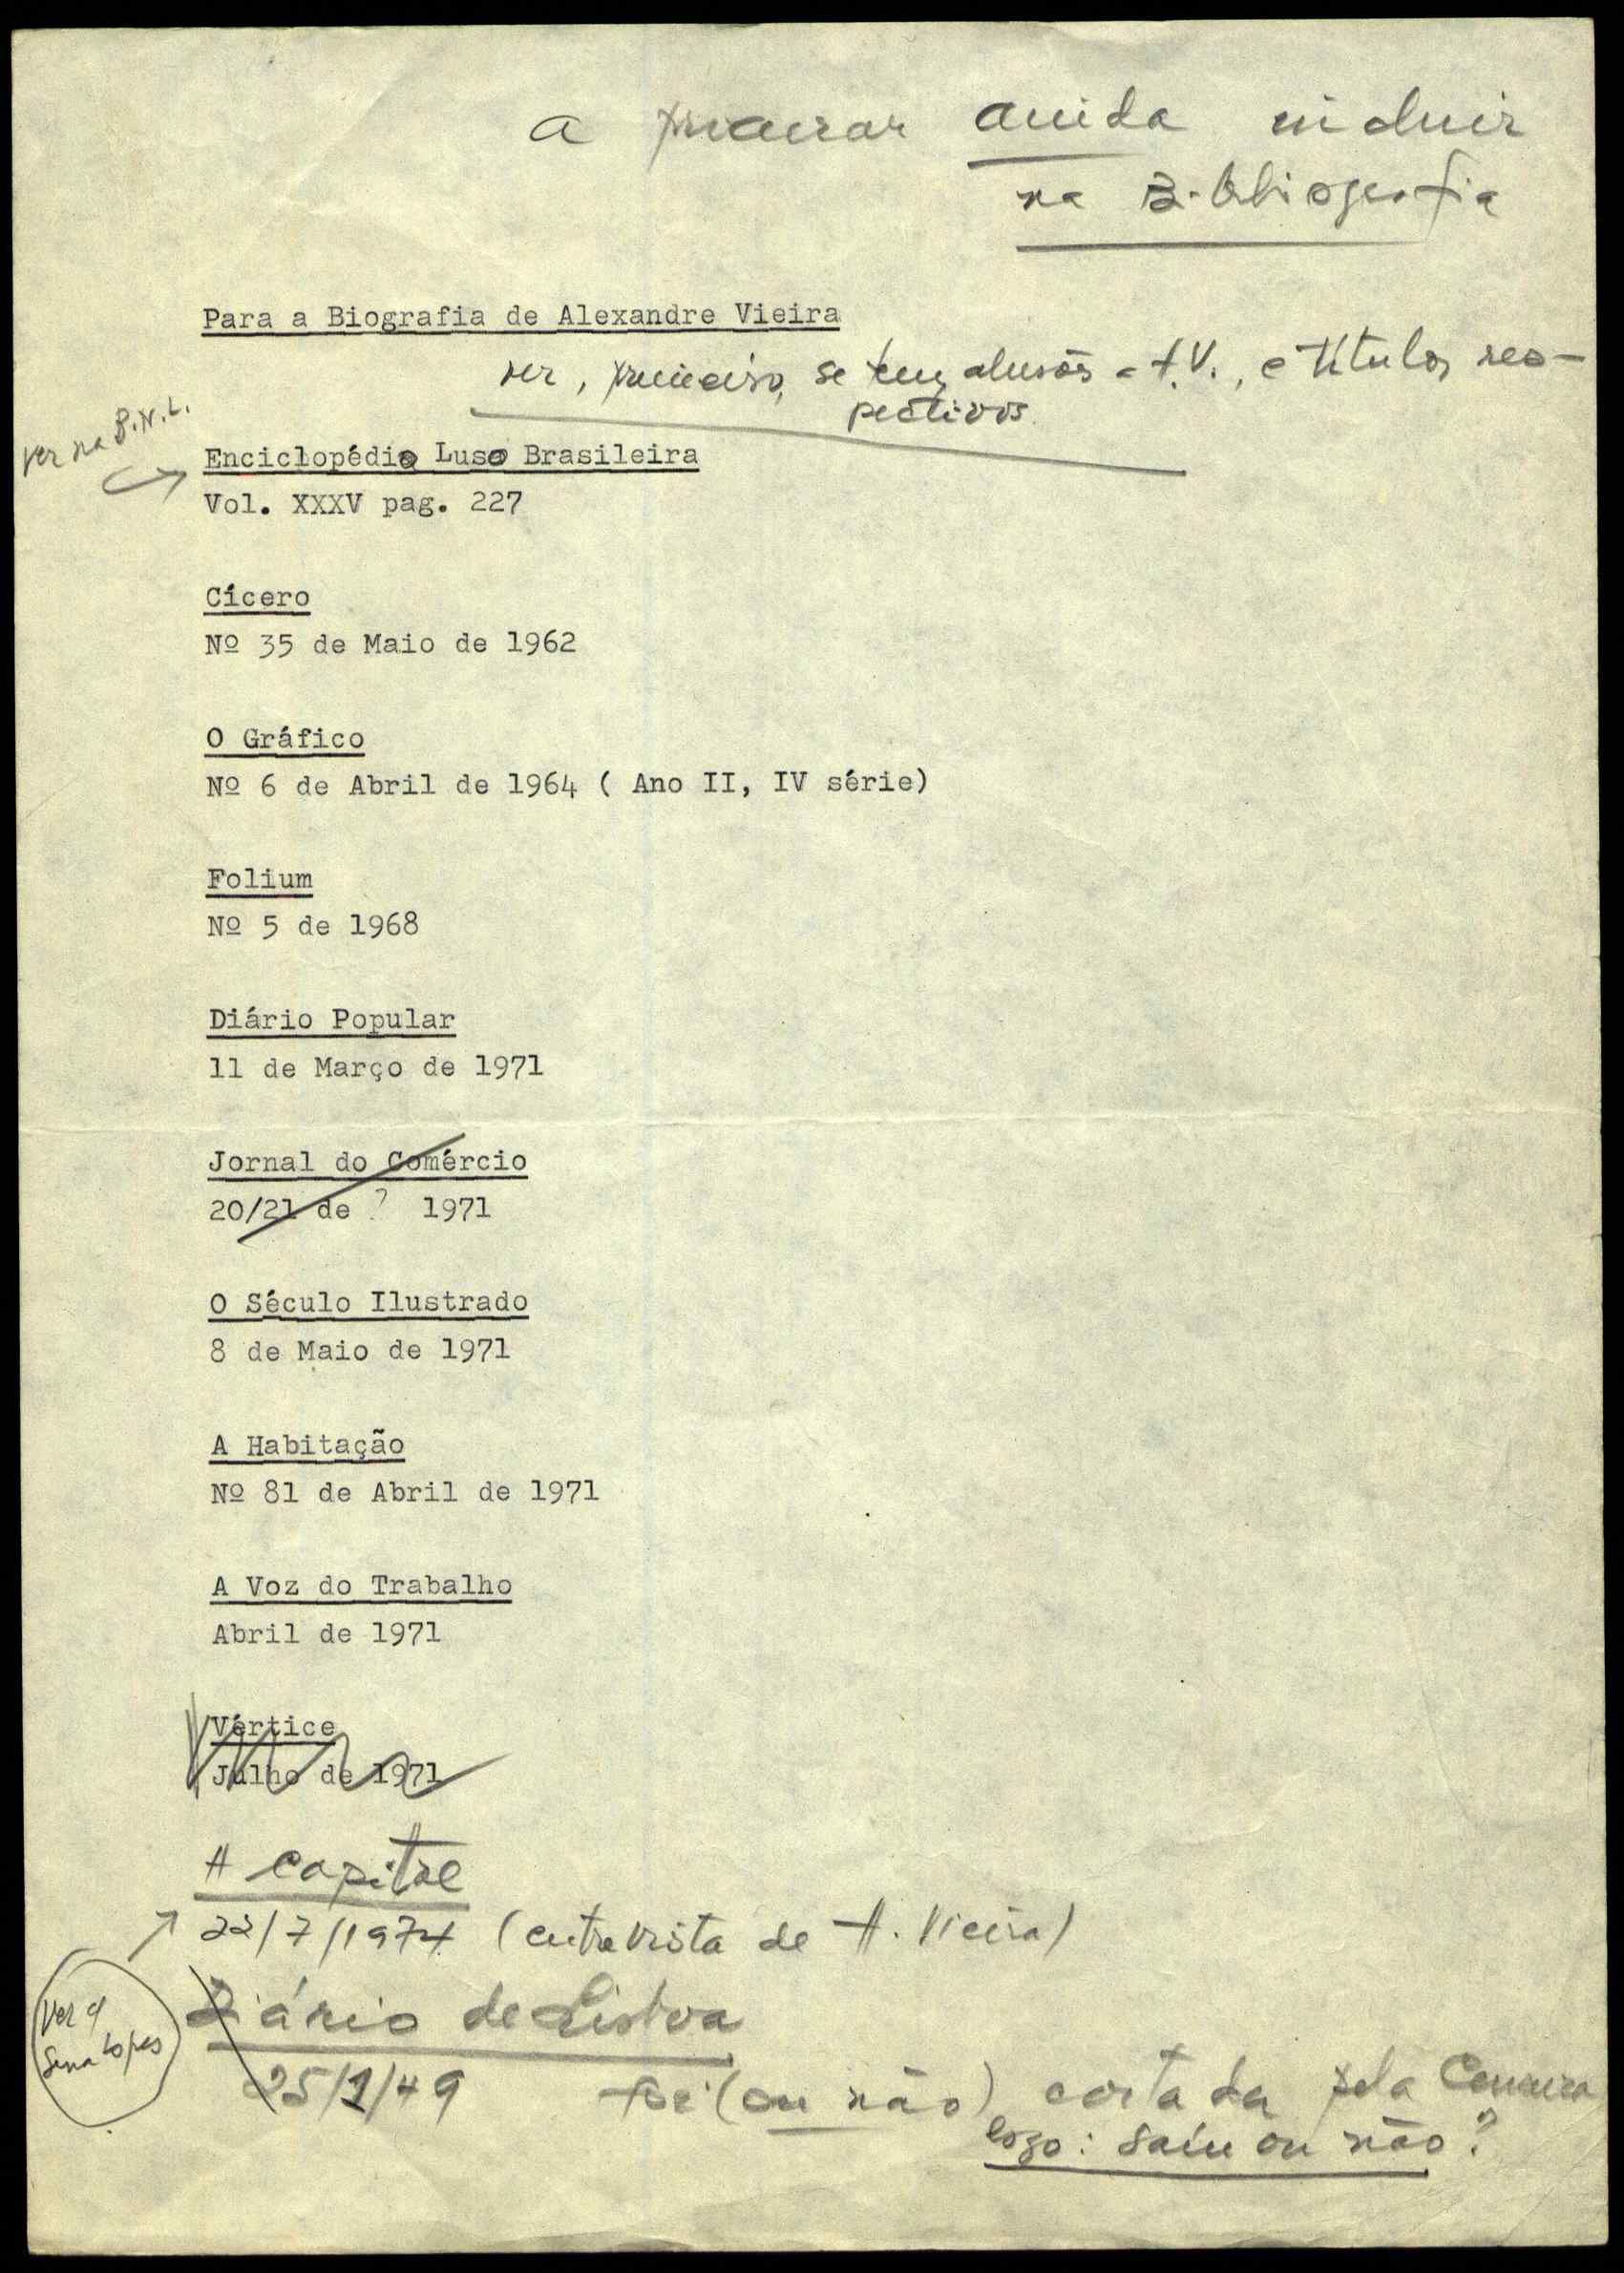 a procurar ainda incluir
na Bibliografia
Para a Biografia de Alexandre Vieira
ver, primeiro, se tem alusões a A.V., e títulos res-
pectivos
ver na B.N.L.
Enciclopédia Luso Brasileira
Vol. XXXV pag. 227
Cícero
Nº 35 de Maio de 1962
O Gráfico
Nº 6 de Abril de 1964 ( Ano II, IV série)
Folium
Nº 5 de 1968
Diário Popular
11 de Março de 1971
Jornal do Comércio
20/21 de ? 1971
O Século Ilustrado
8 de Maio de 1971
A Habitação
Nº 81 de Abril de 1971
A Voz do Trabalho
Abril de 1971
Vértice
Julho de 1971
A Capital
22/7/1974 (entrevista de A. Vieira)
Ver
Sena Lopes
Diário de Lisboa
25/1/49 foi (ou não) cortada pela Censura
logo: saiu ou não?